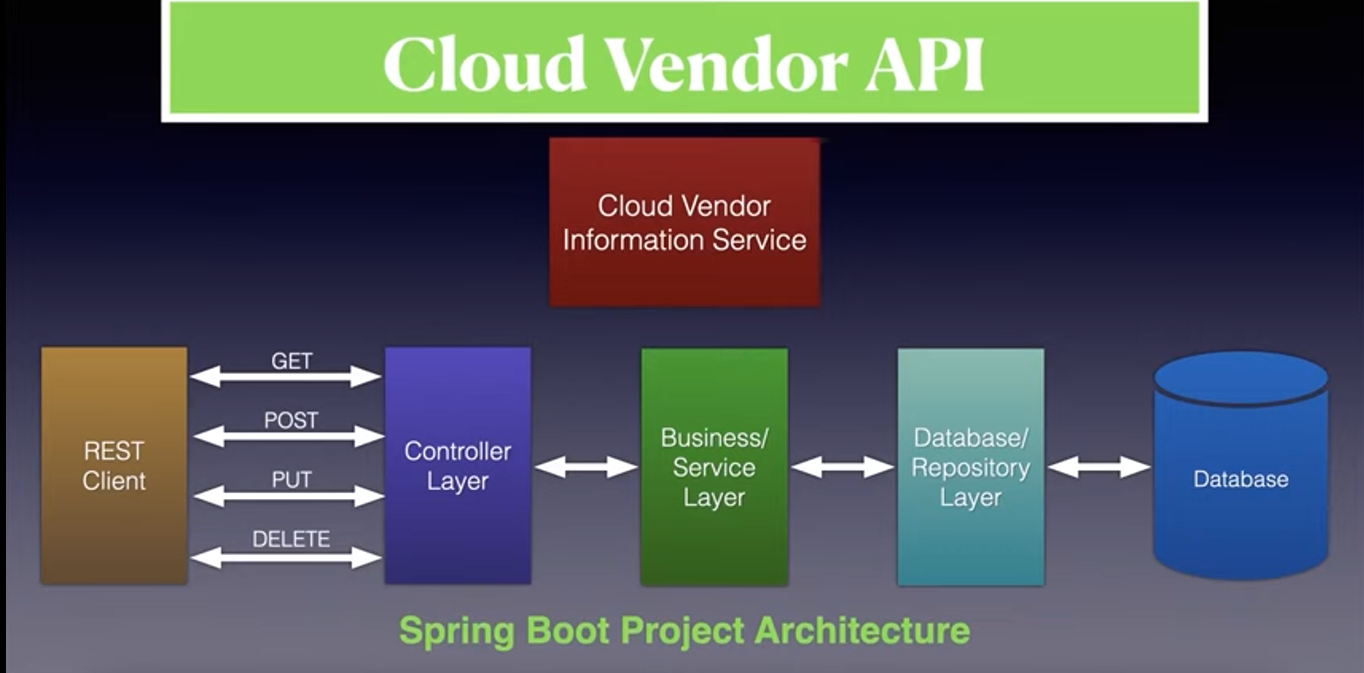 Cloud Vendor API
Cloud Vendor
Information Service
GET
POST
PUT
DELETE
REST
Client
Controller
Layer
Business/
Service
Layer
Database/
Repository
Layer
Database
Spring Boot Project Architecture